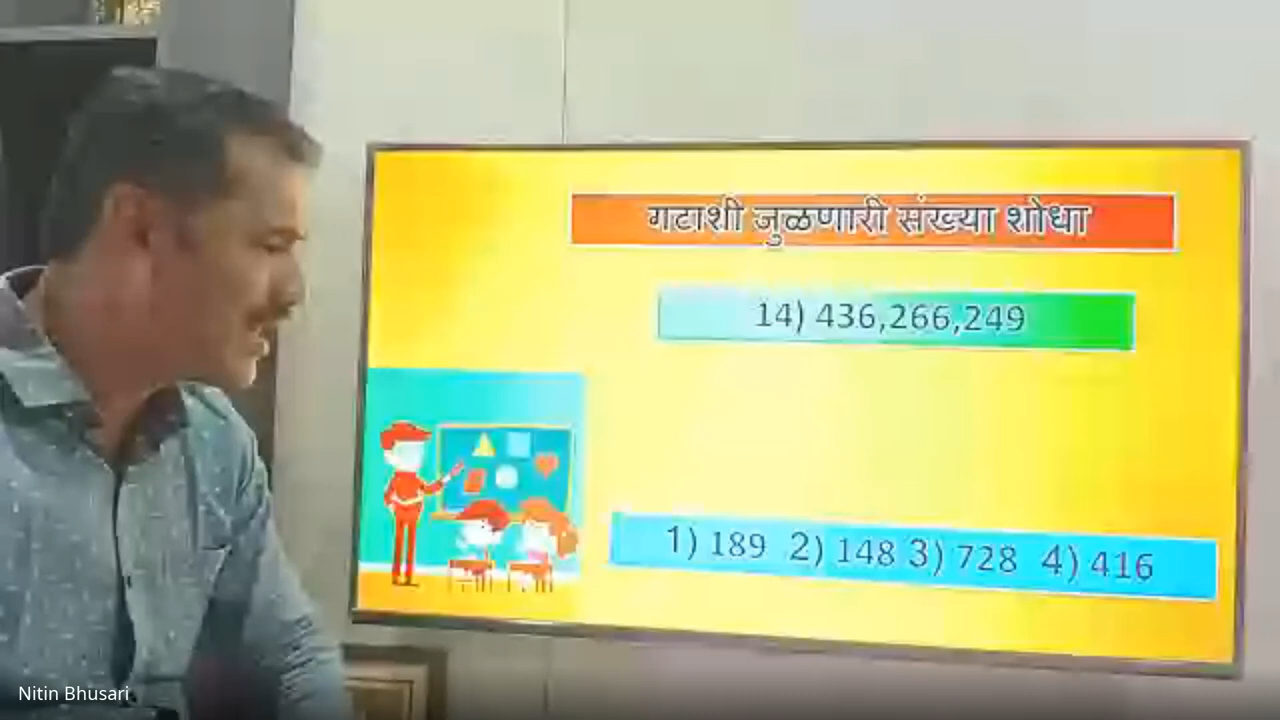 गटाशी जुळणारी संख्या शोधा
14) 436,266,249
1) 189 2) 148 3) 728 4) 416
Nitin Bhusari